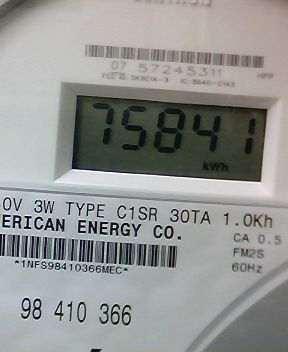 07 57245311
HPP
75841
kWh
0V 3W TYPE C1SR 30TA 1.0Kh
ERICAN ENERGY CO.
CA 0.5
FM2S
*1NFS98410366MEC*
60Hz
98 410 366